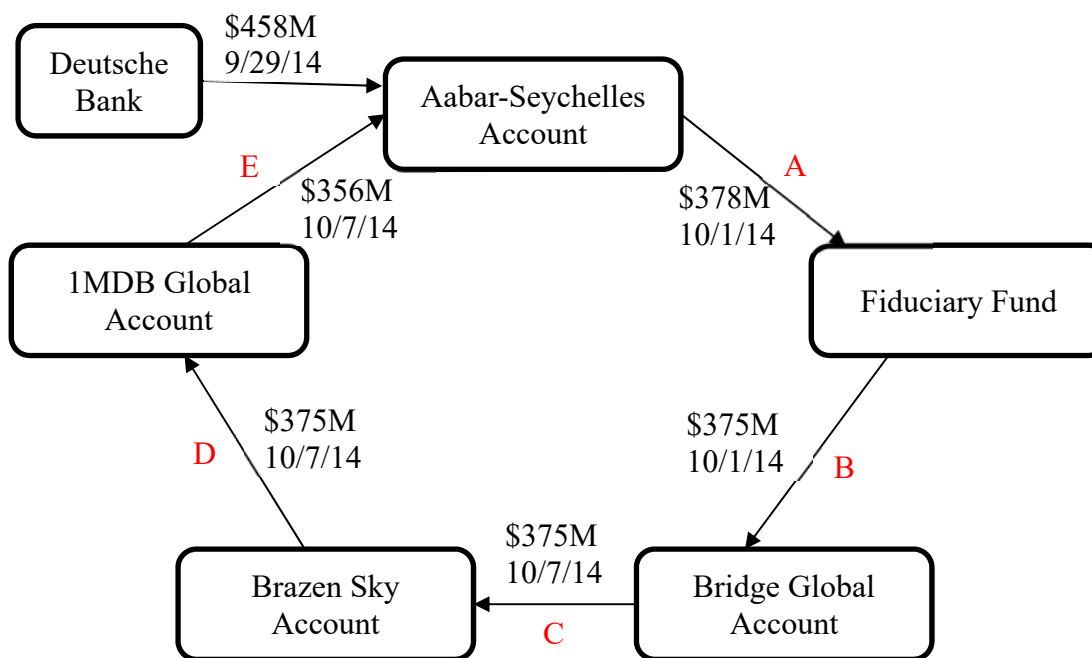 $458M
9/29/14
Deutsche
Bank
Aabar-Seychelles
Account
E
A
$356M
10/7/14
$378M
10/1/14
1MDB Global
Account
Fiduciary Fund
$375M
10/7/14
D
$375M
10/1/14
B
$375M
10/7/14
Brazen Sky
Account
C
Bridge Global
Account